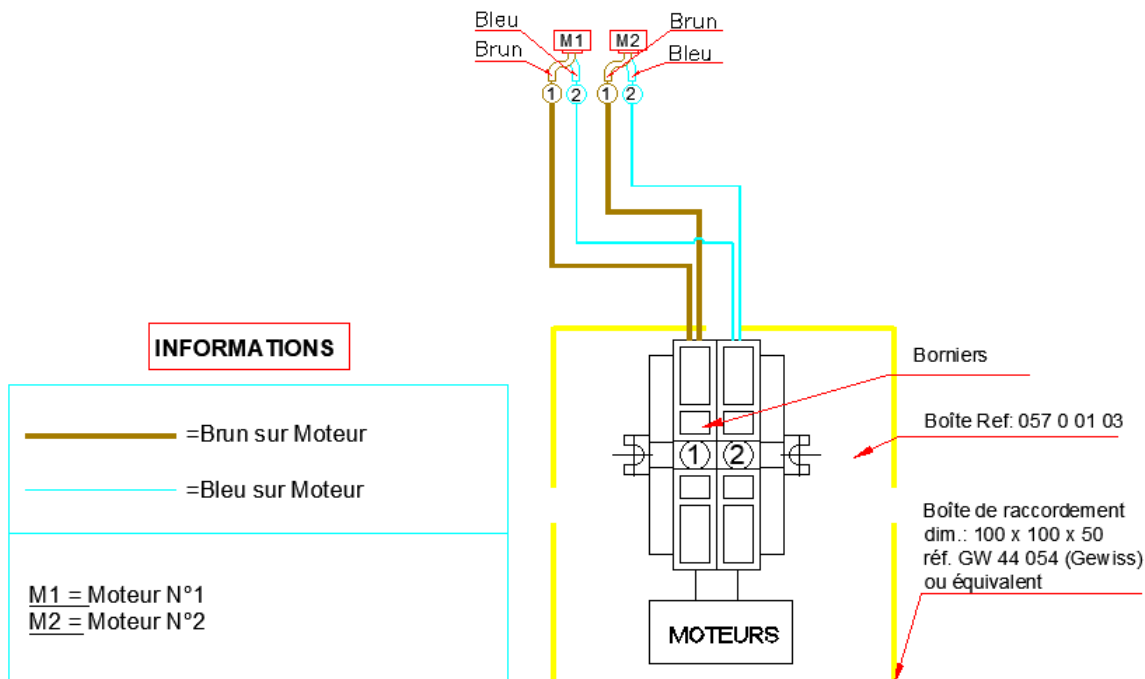 Bleu
Brun
M1
M2
Brun
Bleu
1
2
1
2
INFORMATIONS
=Brun sur Moteur
=Bleu sur Moteur
M1 = Moteur N°1
M2 = Moteur N°2
Borniers
Boîte Ref: 057 0 01 03
1
2
Boîte de raccordement
dim.: 100 x 100 x 50
réf. GW 44 054 (Gewiss)
ou équivalent
MOTEURS